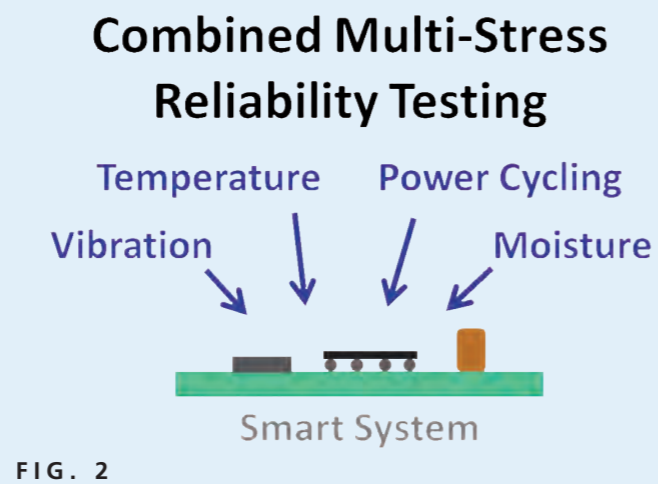 Combined Multi-Stress
Reliability Testing
Temperature Power Cycling
Vibration Moisture
Smart System
FIG. 2